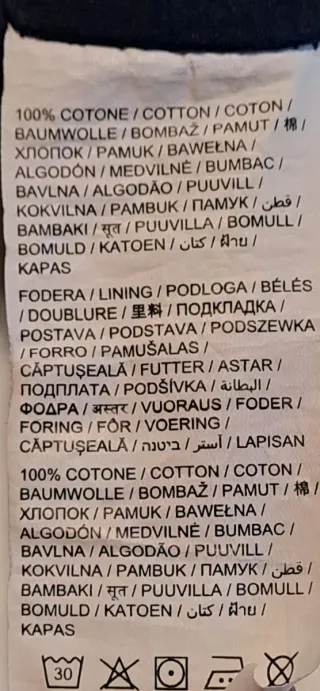 100% COTONE / COTTON / COTON /
BAUMWOLLE / BOMBAŽ / PAMUT / 棉 /
ХЛОПОК / PAMUK / BAWEŁNA /
ALGODÓN / MEDVILNĖ / BUMBAC /
BAVLNA / ALGODÃO / PUUVILL /
KOKVILNA / PAMBUK / ПАМУК / قطن /
BAMBAKI / सूत / PUUVILLA / BOMULL /
BOMULD / KATOEN / كتان / ฝ้าย /
KAPAS
FODERA / LINING / PODLOGA / BÉLÉS
/ DOUBLURE / 里料 / ПОДКЛАДКА /
POSTAVA / PODSTAVA / PODSZEWKA
/ FORRO / PAMUŠALAS /
CĂPTUŞEALĂ / FUTTER / ASTAR /
ПОДПЛАТА / PODŠÍVKA / البطانة /
ΦΟΔΡΑ / अस्तर / VUORAUS / FODER /
FORING / FÔR / VOERING /
CĂPTUŞEALĂ / ביטנה / آستر / LAPISAN
100% COTONE / COTTON / COTON /
BAUMWOLLE / BOMBAŽ / PAMUT / 棉 /
ХЛОПОК / PAMUK / BAWEŁNA /
ALGODÓN / MEDVILNĖ / BUMBAC /
BAVLNA / ALGODÃO / PUUVILL /
KOKVILNA / PAMBUK / ПАМУК / قطن /
BAMBAKI / सूत / PUUVILLA / BOMULL /
BOMULD / KATOEN / كتان / ฝ้าย /
KAPAS
30